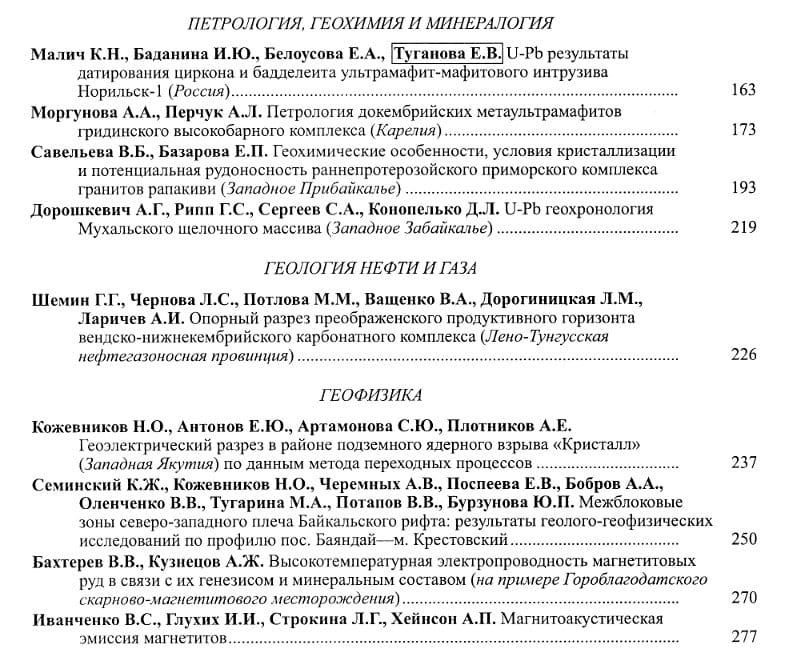 ПЕТРОЛОГИЯ, ГЕОХИМИЯ И МИНЕРАЛОГИЯ
Малич К.Н., Баданина И.Ю., Белоусова Е.А., Туганова Е.В. U-Pb результаты
датирования циркона и бадделеита ультрамафит-мафитового интрузива
Норильск-1 (Россия)..... 163
Моргунова А.А., Перчук А.Л. Петрология докембрийских метаультрамафитов
гридинского высокобарного комплекса (Карелия)..... 173
Савельева В.Б., Базарова Е.П. Геохимические особенности, условия кристаллизации
и потенциальная рудоносность раннепротерозойского приморского комплекса
гранитов рапакиви (Западное Прибайкалье)..... 193
Дорошкевич А.Г., Рипп Г.С., Сергеев С.А., Конопелько Д.Л. U-Pb геохронология
Мухальского щелочного массива (Западное Забайкалье)..... 219
ГЕОЛОГИЯ НЕФТИ И ГАЗА
Шемин Г.Г., Чернова Л.С., Потлова М.М., Ващенко В.А., Дорогиницкая Л.М.,
Ларичев А.И. Опорный разрез преображенского продуктивного горизонта
вендско-нижнекембрийского карбонатного комплекса (Лено-Тунгусская
нефтегазоносная провинция)..... 226
ГЕОФИЗИКА
Кожевников Н.О., Антонов Е.Ю., Артамонова С.Ю., Плотников А.Е.
Геоэлектрический разрез в районе подземного ядерного взрыва «Кристалл»
(Западная Якутия) по данным метода переходных процессов..... 237
Семинский К.Ж., Кожевников Н.О., Черемных А.В., Поспеева Е.В., Бобров А.А.,
Оленченко В.В., Тугарина М.А., Потапов В.В., Бурзунова Ю.П. Межблоковые
зоны северо-западного плеча Байкальского рифта: результаты геолого-геофизических
исследований по профилю пос. Баяндай—м. Крестовский..... 250
Бахтерев В.В., Кузнецов А.Ж. Высокотемпературная электропроводность магнетитовых
руд в связи с их генезисом и минеральным составом (на примере Гороблагодатского
скарново-магнетитового месторождения)..... 270
Иванченко В.С., Глухих И.И., Строкина Л.Г., Хейнсон А.П. Магнитоакустическая
эмиссия магнетитов..... 277